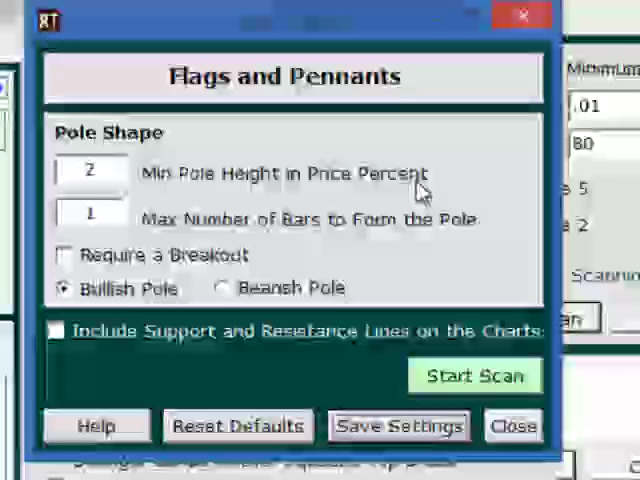 RT
Flags and Pennants
Pole Shape
2 Min Pole Height in Price Percent
1 Max Number of Bars to Form the Pole
Require a Breakout
Bullish Pole Bearish Pole
Include Support and Resistance Lines on the Charts
Start Scan
Help Reset Defaults Save Settings Close
Minimum
.01
80
5
2
Scannin
an